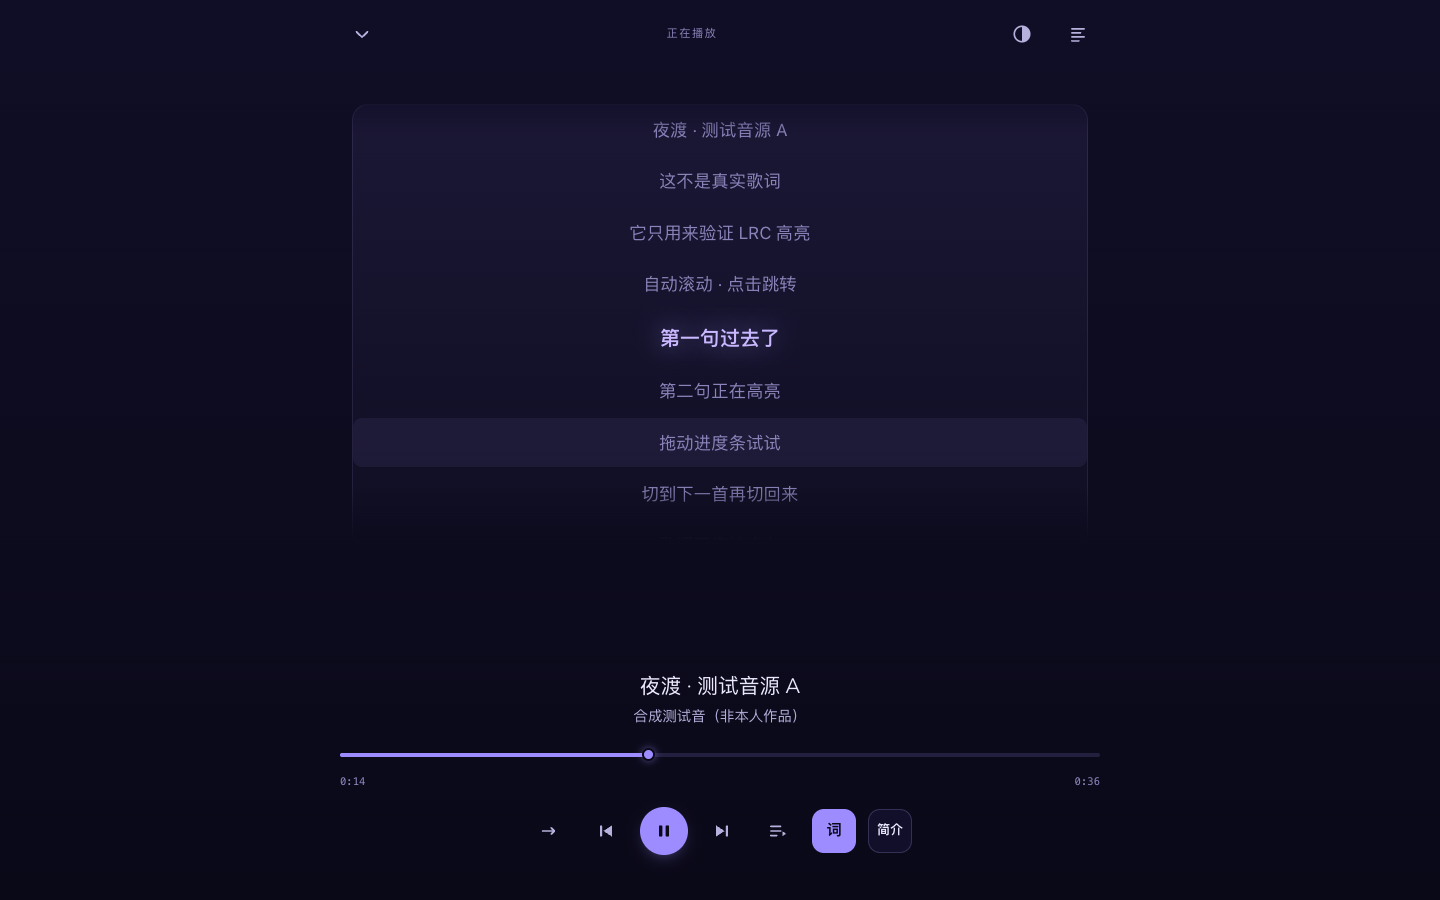 正在播放
夜渡 · 测试音源 A
这不是真实歌词
它只用来验证 LRC 高亮
自动滚动 · 点击跳转
第一句过去了
第二句正在高亮
拖动进度条试试
切到下一首再切回来
夜渡 · 测试音源 A
合成测试音（非本人作品）
0:14
0:36
词
简介